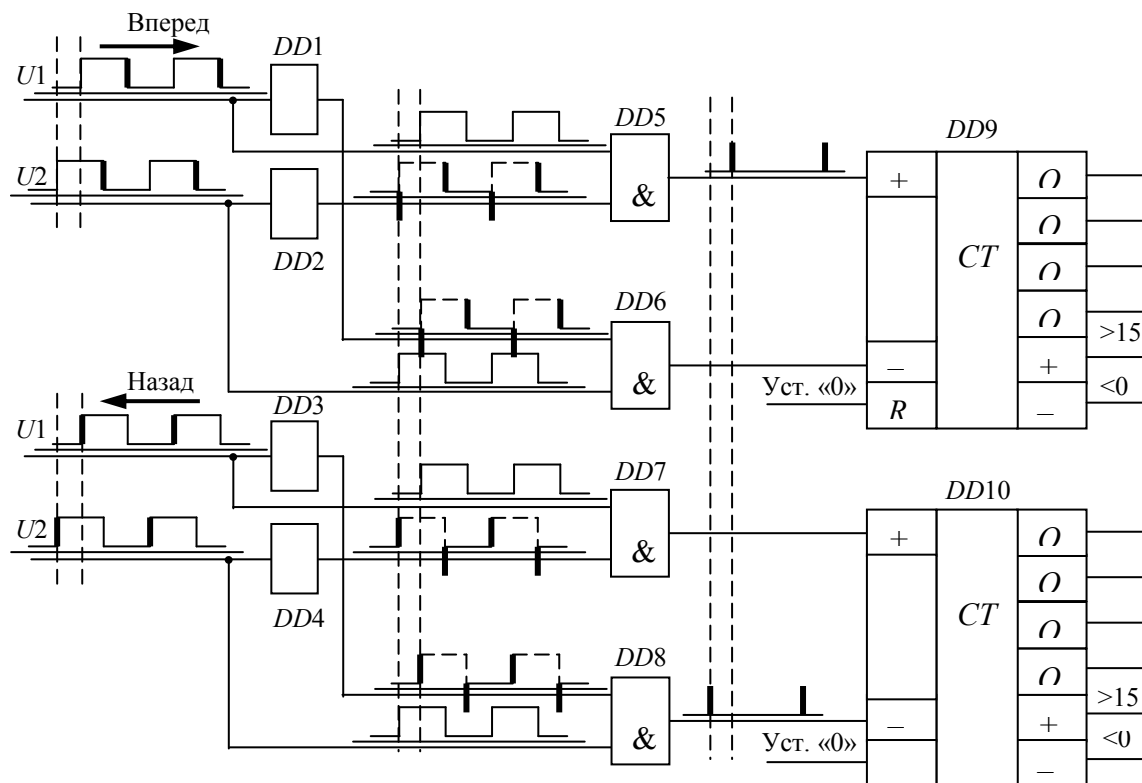 Вперед
U1
DD1
U2
DD2
DD5
&
DD6
&
Уст. «0»
DD9
+
–
R
CT
Q
Q
Q
Q
+
–
>15
<0
Назад
U1
DD3
U2
DD4
DD7
&
DD8
&
Уст. «0»
DD10
+
–
CT
Q
Q
Q
Q
+
–
>15
<0